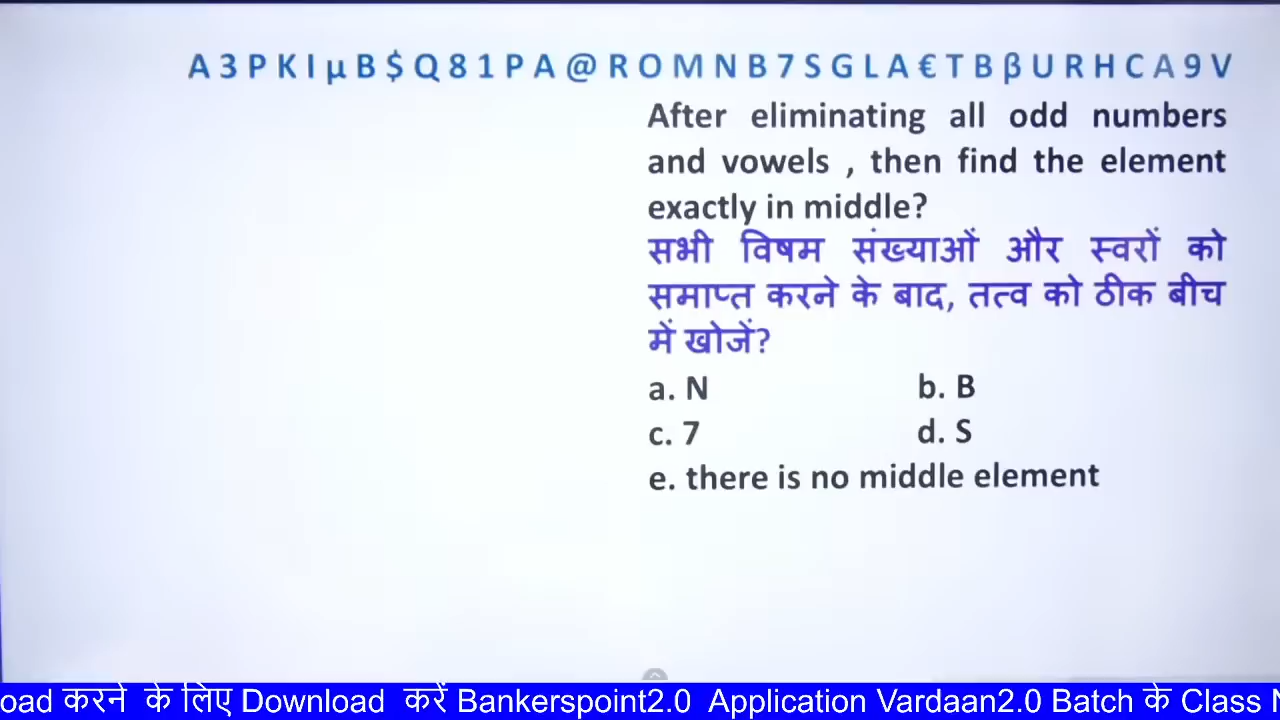 A 3 P K I µ B $ Q 8 1 P A @ R O M N B 7 S G L A € T B β U R H C A 9 V
After eliminating all odd numbers
and vowels , then find the element
exactly in middle?
सभी विषम संख्याओं और स्वरों को
समाप्त करने के बाद, तत्व को ठीक बीच
में खोजें?
a. N b. B
c. 7 d. S
e. there is no middle element
oad करने के लिए Download करें Bankerspoint2.0 Application Vardaan2.0 Batch के Class N